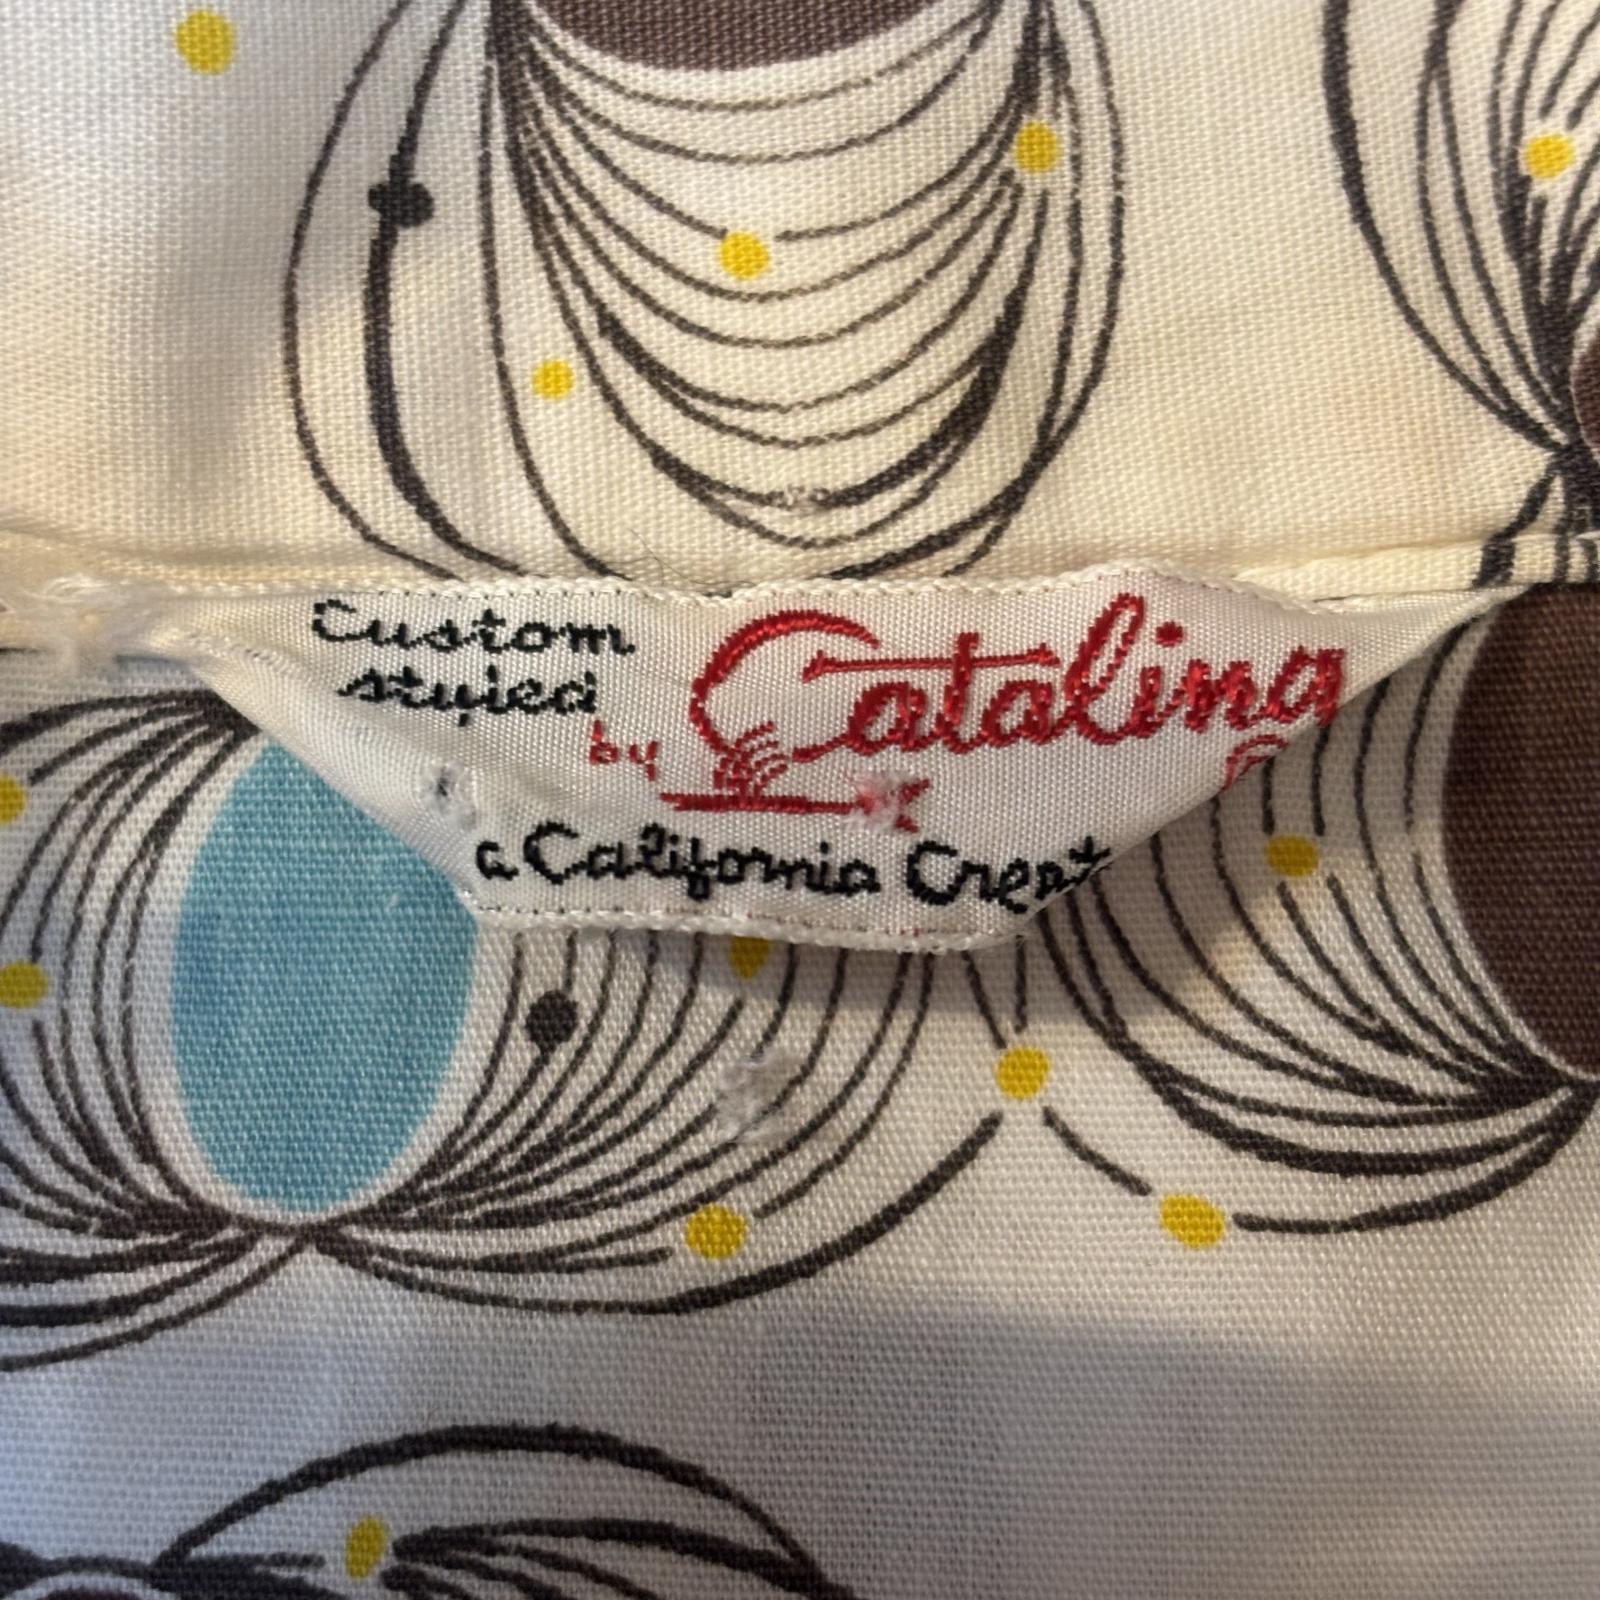 Custom
styled
by Catalina
a California Creat